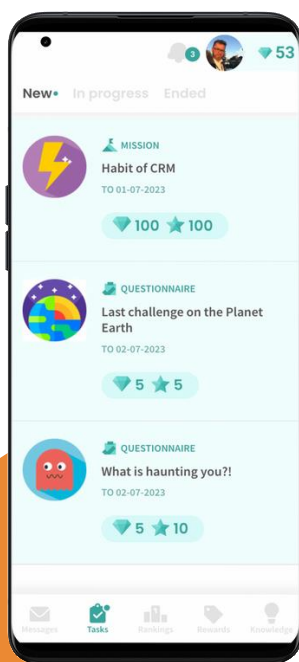 3
53
New
In progress
Ended
MISSION
Habit of CRM
TO 01-07-2023
100 100
QUESTIONNAIRE
Last challenge on the Planet
Earth
TO 02-07-2023
5 5
QUESTIONNAIRE
What is haunting you?!
TO 02-07-2023
5 10
Messages
Tasks
Rankings
Rewards
Knowledge